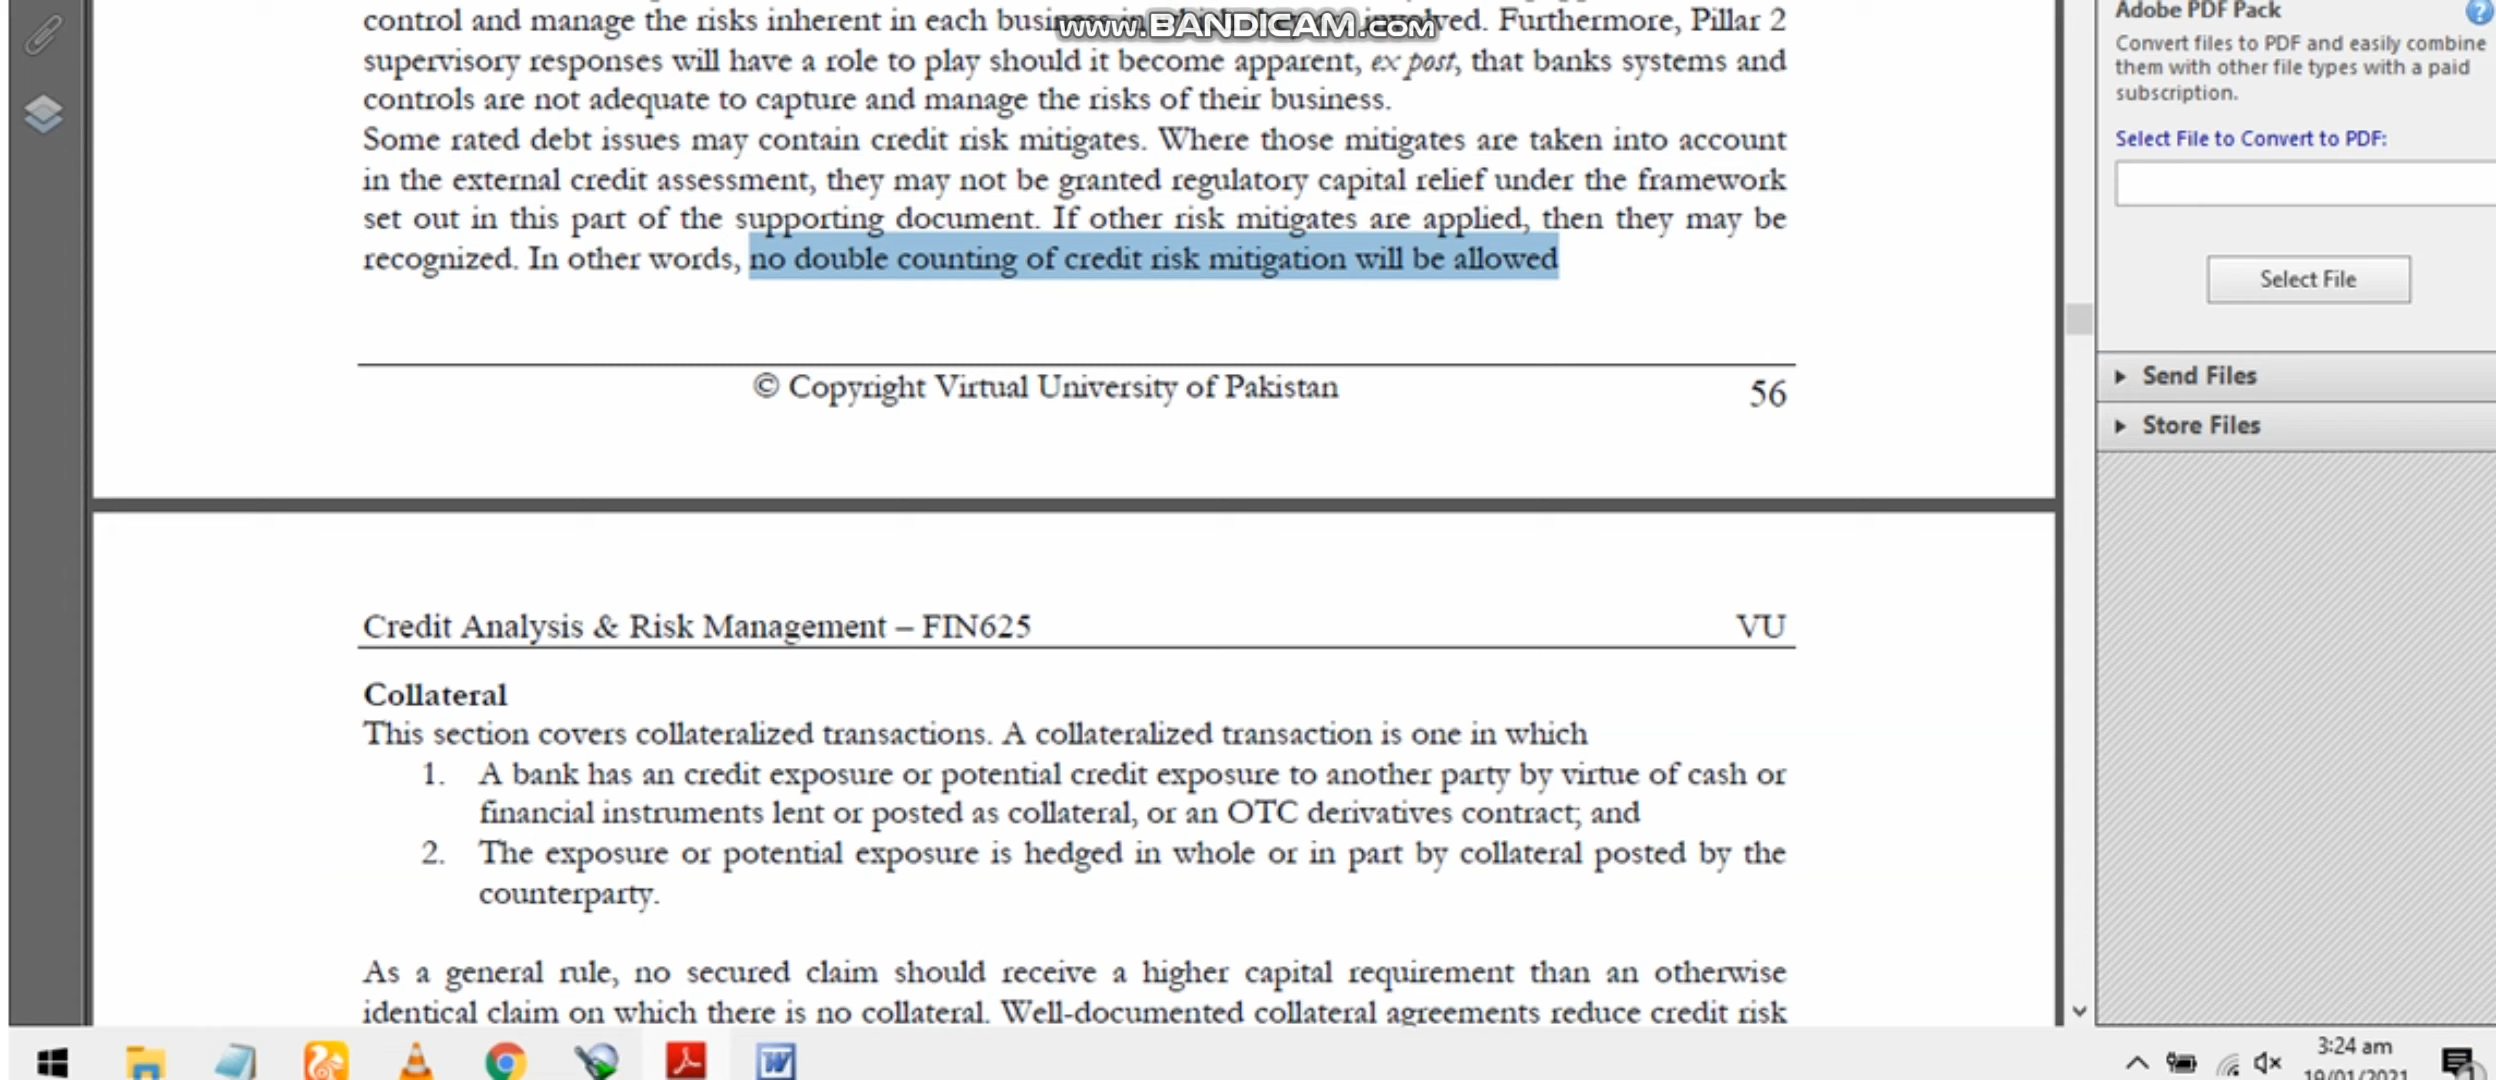 control and manage the risks inherent in each business in involved. Furthermore, Pillar 2
www.BANDICAM.com
supervisory responses will have a role to play should it become apparent, ex post, that banks systems and
controls are not adequate to capture and manage the risks of their business.
Some rated debt issues may contain credit risk mitigates. Where those mitigates are taken into account
in the external credit assessment, they may not be granted regulatory capital relief under the framework
set out in this part of the supporting document. If other risk mitigates are applied, then they may be
recognized. In other words, no double counting of credit risk mitigation will be allowed
© Copyright Virtual University of Pakistan 56
Credit Analysis & Risk Management – FIN625 VU
Collateral
This section covers collateralized transactions. A collateralized transaction is one in which
1. A bank has an credit exposure or potential credit exposure to another party by virtue of cash or
financial instruments lent or posted as collateral, or an OTC derivatives contract; and
2. The exposure or potential exposure is hedged in whole or in part by collateral posted by the
counterparty.
As a general rule, no secured claim should receive a higher capital requirement than an otherwise
identical claim on which there is no collateral. Well-documented collateral agreements reduce credit risk
Adobe PDF Pack
Convert files to PDF and easily combine
them with other file types with a paid
subscription.
Select File to Convert to PDF:
Select File
Send Files
Store Files
3:24 am
19/01/2021